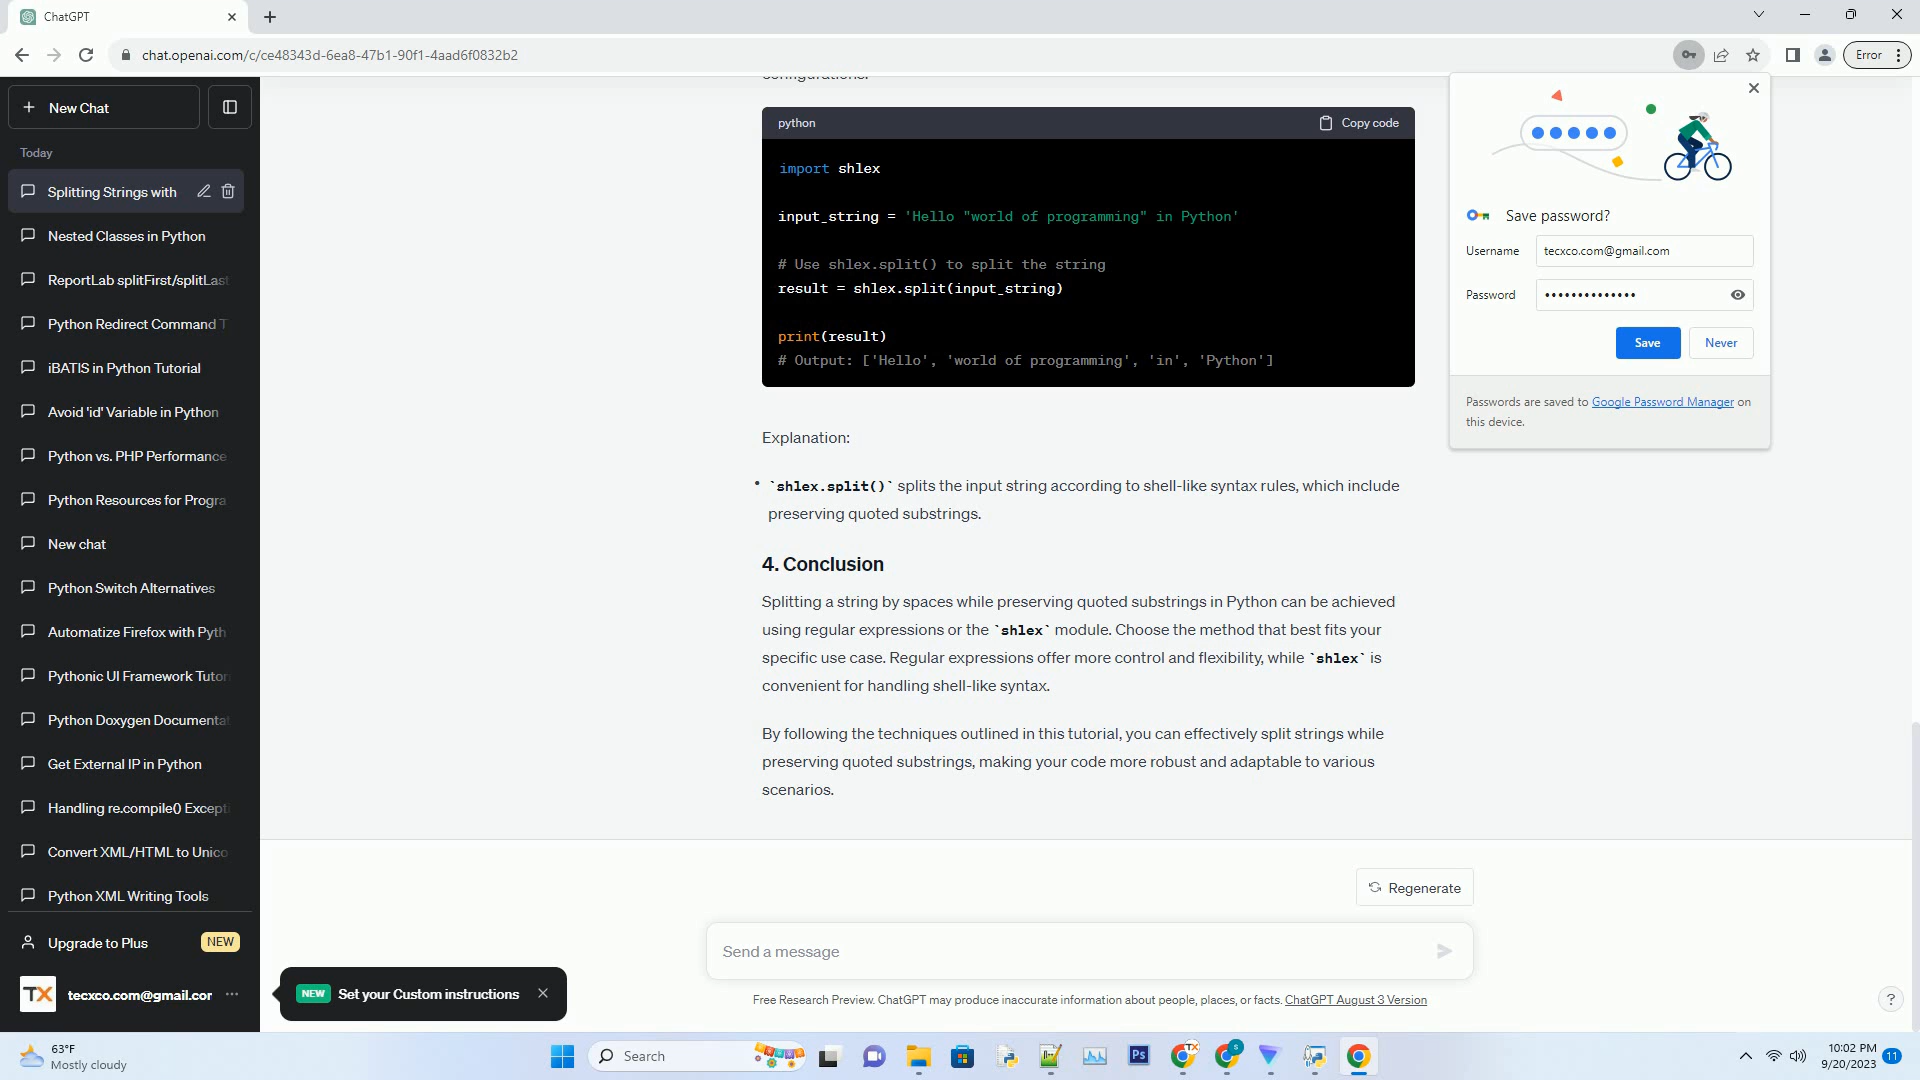 ChatGPT
chat.openai.com/c/ce48343d-6ea8-47b1-90f1-4aad6f0832b2
Error
New Chat
Today
Splitting Strings with
Nested Classes in Python
ReportLab splitFirst/splitLast
Python Redirect Command T
iBATIS in Python Tutorial
Avoid 'id' Variable in Python
Python vs. PHP Performance
Python Resources for Progra
New chat
Python Switch Alternatives
Automatize Firefox with Pyth
Pythonic UI Framework Tutor
Python Doxygen Documentat
Get External IP in Python
Handling re.compile() Excepti
Convert XML/HTML to Unico
Python XML Writing Tools
Upgrade to Plus NEW
TX tecxco.com@gmail.cor
configurations.
python Copy code
import shlex
input_string = 'Hello "world of programming" in Python'
# Use shlex.split() to split the string
result = shlex.split(input_string)
print(result)
# Output: ['Hello', 'world of programming', 'in', 'Python']
Explanation:
• `shlex.split()` splits the input string according to shell-like syntax rules, which include
preserving quoted substrings.
4. Conclusion
Splitting a string by spaces while preserving quoted substrings in Python can be achieved
using regular expressions or the `shlex` module. Choose the method that best fits your
specific use case. Regular expressions offer more control and flexibility, while `shlex` is
convenient for handling shell-like syntax.
By following the techniques outlined in this tutorial, you can effectively split strings while
preserving quoted substrings, making your code more robust and adaptable to various
scenarios.
Save password?
Username tecxco.com@gmail.com
Password ••••••••••••••
Save Never
Passwords are saved to Google Password Manager on
this device.
Regenerate
Send a message
NEW Set your Custom instructions
Free Research Preview. ChatGPT may produce inaccurate information about people, places, or facts. ChatGPT August 3 Version
?
63°F
Mostly cloudy
Search
Ps
TX
S
10:02 PM
9/20/2023
11